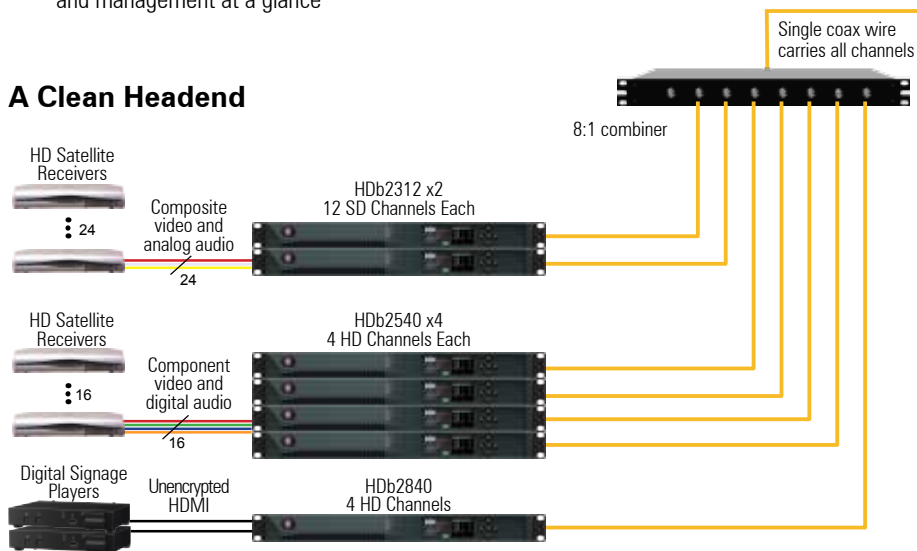 and management at a glance
Single coax wire
carries all channels
A Clean Headend
8:1 combiner
HD Satellite
Receivers
24
Composite
video and
analog audio
24
HDb2312 x2
12 SD Channels Each
HD Satellite
Receivers
16
Component
video and
digital audio
16
HDb2540 x4
4 HD Channels Each
Digital Signage
Players
Unencrypted
HDMI
HDb2840
4 HD Channels